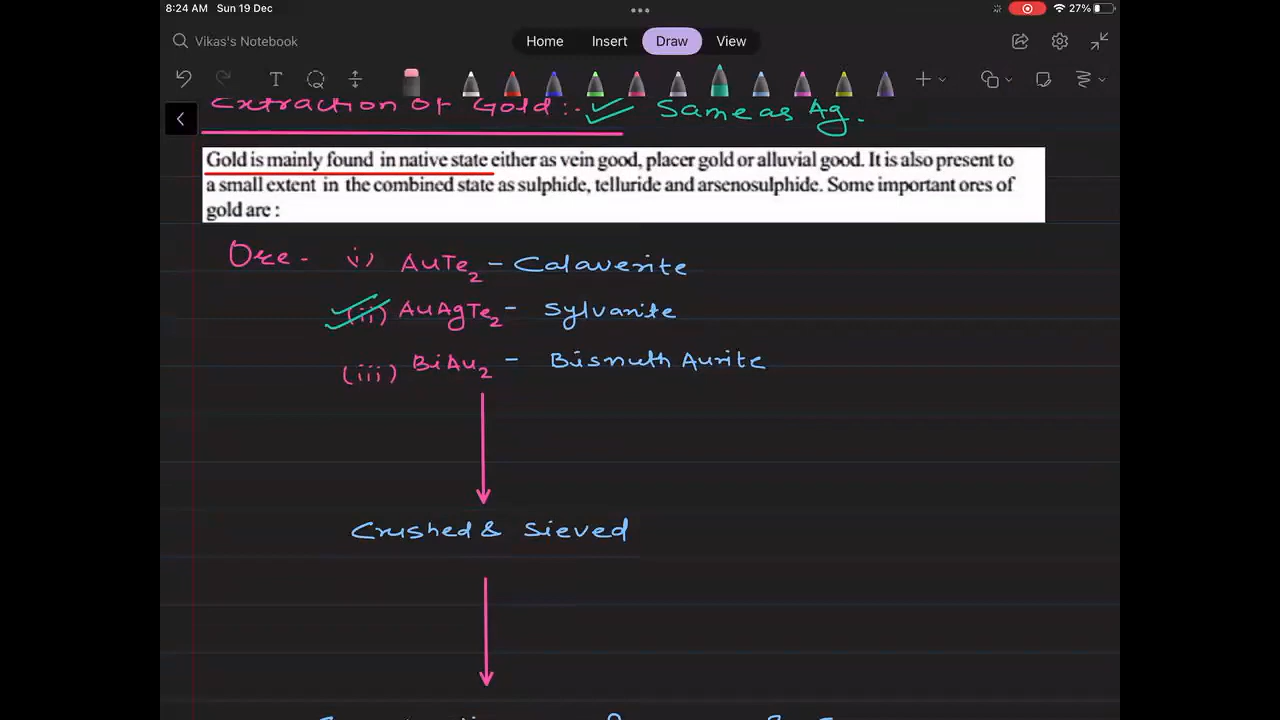 8:24 AM Sun 19 Dec
27%
Vikas's Notebook
Home Insert Draw View
Extraction of Gold :- Same as Ag.
Gold is mainly found in native state either as vein good, placer gold or alluvial good. It is also present to
a small extent in the combined state as sulphide, telluride and arsenosulphide. Some important ores of
gold are :
Ore - (i) AuTe2 - Calaverite
(ii) AuAgTe2 - Sylvanite
(iii) BiAu2 - Bismuth Aurite
Crushed & Sieved